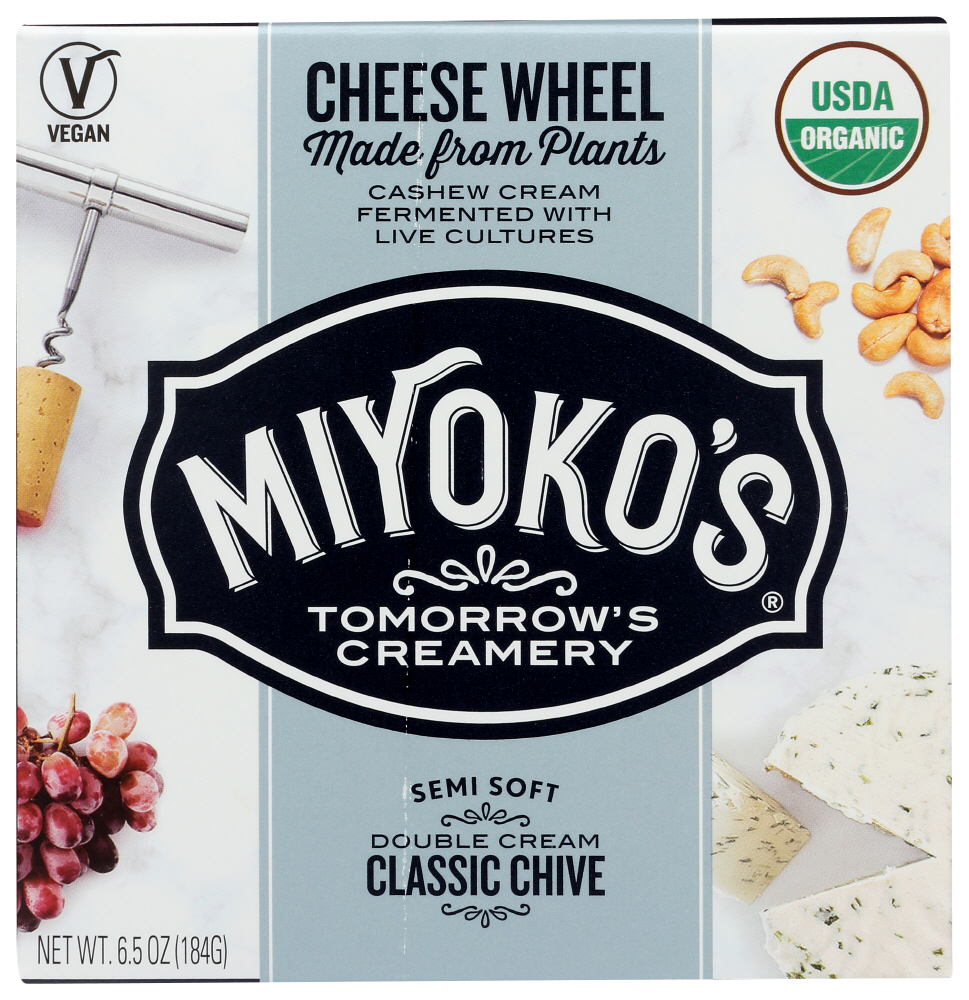 VEGAN
CHEESE WHEEL
Made from Plants
CASHEW CREAM
FERMENTED WITH
LIVE CULTURES
USDA
ORGANIC
MIYOKO'S
®
TOMORROW'S
CREAMERY
SEMI SOFT
DOUBLE CREAM
CLASSIC CHIVE
NET WT. 6.5 OZ (184G)